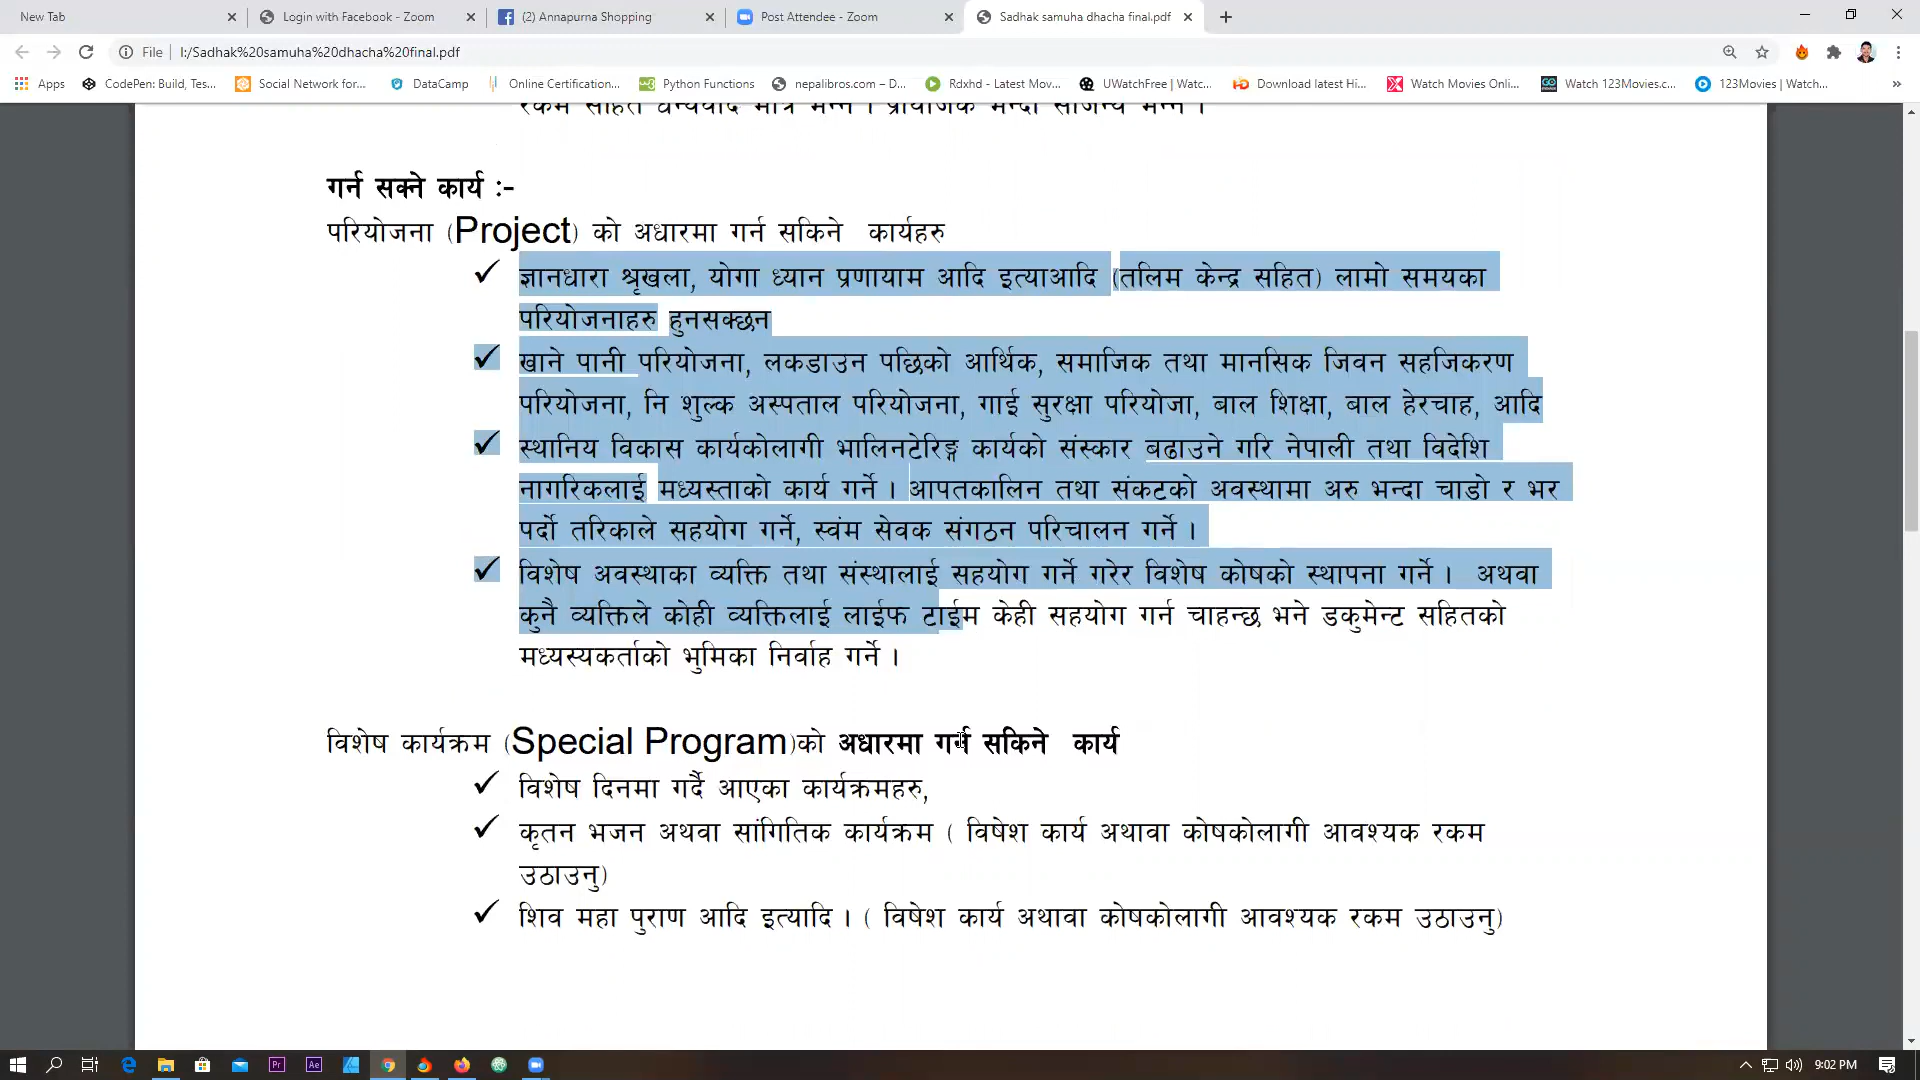 New Tab
Login with Facebook - Zoom
(2) Annapurna Shopping
Post Attendee - Zoom
Sadhak samuha dhacha final.pdf
File
I:/Sadhak%20samuha%20dhacha%20final.pdf
Apps
CodePen: Build, Tes...
Social Network for...
DataCamp
Online Certification...
Python Functions
nepalibros.com – D...
Rdxhd - Latest Mov...
UWatchFree | Watc...
Download latest Hi...
Watch Movies Onli...
Watch 123Movies.c...
123Movies | Watch...
रकम सहित धन्यवाद मात्र भन्ने । प्रायोजक भन्दा सौजन्य भन्ने ।
गर्न सक्ने कार्य :-
परियोजना (Project) को अधारमा गर्न सकिने कार्यहरु
✓ ज्ञानधारा श्रृखला, योगा ध्यान प्रणायाम आदि इत्याआदि (तलिम केन्द्र सहित) लामो समयका
परियोजनाहरु हुनसक्छन
✓ खाने पानी परियोजना, लकडाउन पछिको आर्थिक, समाजिक तथा मानसिक जिवन सहजिकरण
परियोजना, नि शुल्क अस्पताल परियोजना, गाई सुरक्षा परियोजा, बाल शिक्षा, बाल हेरचाह, आदि
✓ स्थानिय विकास कार्यकोलागी भालिनटेरिङ्ग कार्यको संस्कार बढाउने गरि नेपाली तथा विदेशि
नागरिकलाई मध्यस्ताको कार्य गर्ने । आपतकालिन तथा संकटको अवस्थामा अरु भन्दा चाडो र भर
पर्दो तरिकाले सहयोग गर्ने, स्वंम सेवक संगठन परिचालन गर्ने ।
✓ विशेष अवस्थाका व्यक्ति तथा संस्थालाई सहयोग गर्ने गरेर विशेष कोषको स्थापना गर्ने । अथवा
कुनै व्यक्तिले कोही व्यक्तिलाई लाईफ टाईम केही सहयोग गर्न चाहन्छ भने डकुमेन्ट सहितको
मध्यस्यकर्ताको भुमिका निर्वाह गर्ने ।
विशेष कार्यक्रम (Special Program)को अधारमा गर्न सकिने कार्य
✓ विशेष दिनमा गर्दै आएका कार्यक्रमहरु,
✓ कृतन भजन अथवा सांगितिक कार्यक्रम ( विषेश कार्य अथावा कोषकोलागी आवश्यक रकम
उठाउनु)
✓ शिव महा पुराण आदि इत्यादि । ( विषेश कार्य अथावा कोषकोलागी आवश्यक रकम उठाउनु)
9:02 PM